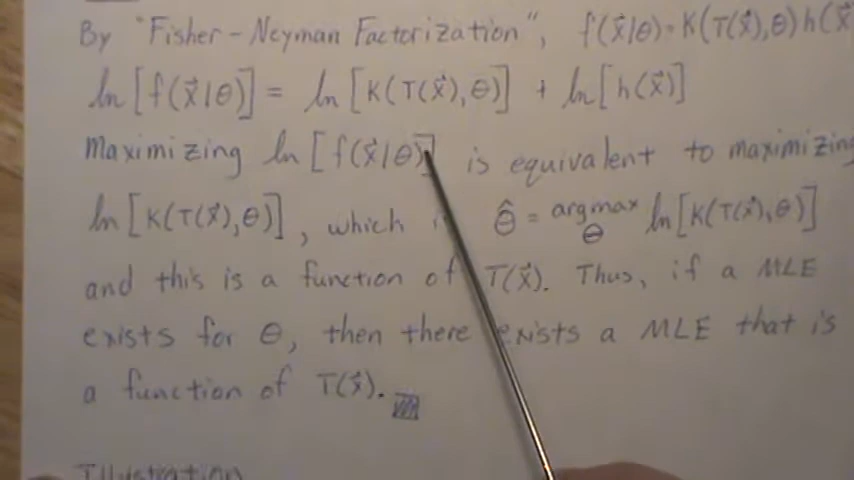 By "Fisher-Neyman Factorization", f(x⃗|θ)=K(T(x⃗),θ)h(x⃗
ln[f(x⃗|θ)] = ln[K(T(x⃗),θ)] + ln[h(x⃗)]
Maximizing ln[f(x⃗|θ)] is equivalent to maximizing
ln[K(T(x⃗),θ)], which θ̂ = argmax ln[K(T(x⃗),θ)]
θ
and this is a function of T(x⃗). Thus, if a MLE
exists for θ, then there exists a MLE that is
a function of T(x⃗).
Illustration